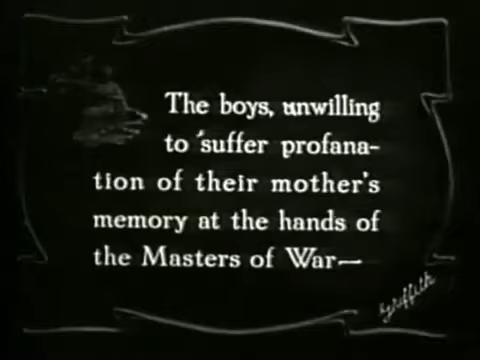 The boys, unwilling
to suffer profana-
tion of their mother's
memory at the hands of
the Masters of War—
Griffith